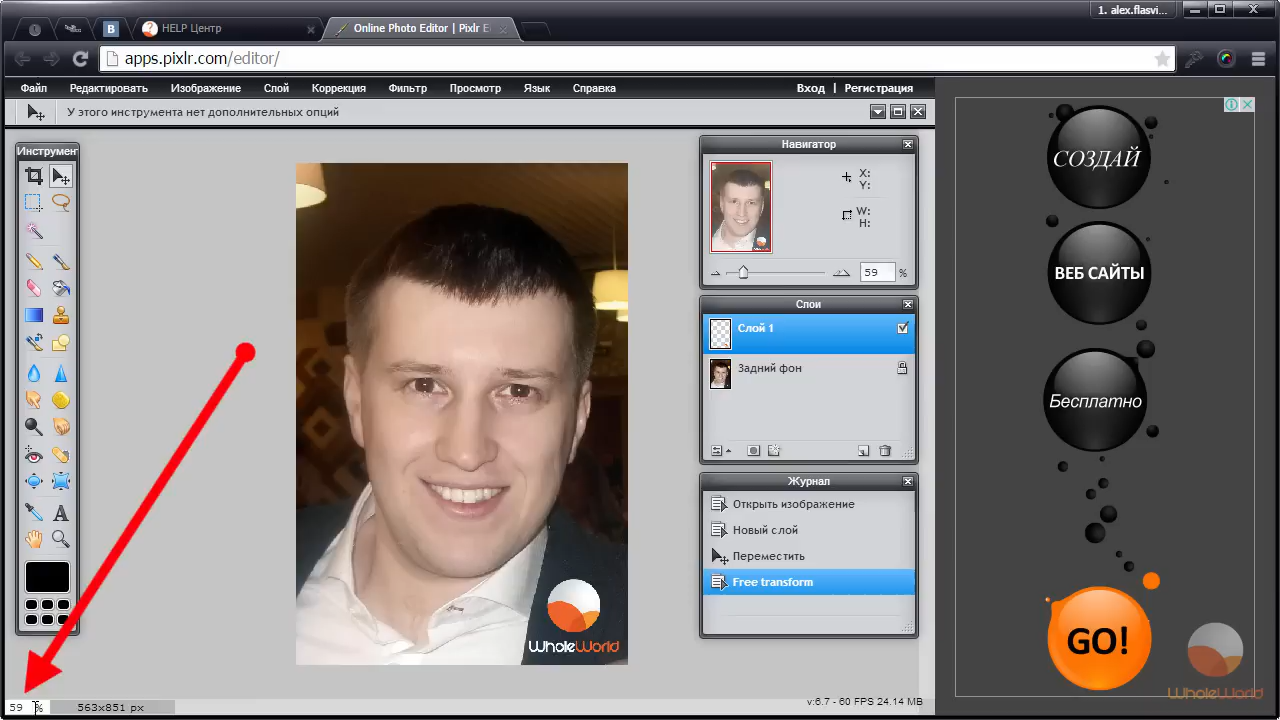 1. alex.flasvi...
HELP Центр
Online Photo Editor | Pixlr E
apps.pixlr.com/editor/
Файл Редактировать Изображение Слой Коррекция Фильтр Просмотр Язык Справка Вход | Регистрация
У этого инструмента нет дополнительных опций
Инструмен
Навигатор
X:
Y:
W:
H:
59 %
Слои
Слой 1
Задний фон
Журнал
Открыть изображение
Новый слой
Переместить
Free transform
WholeWorld
59 %
563x851 px
v:6.7 - 60 FPS 24.14 MB
СОЗДАЙ
ВЕБ САЙТЫ
Бесплатно
GO!
WholeWorld